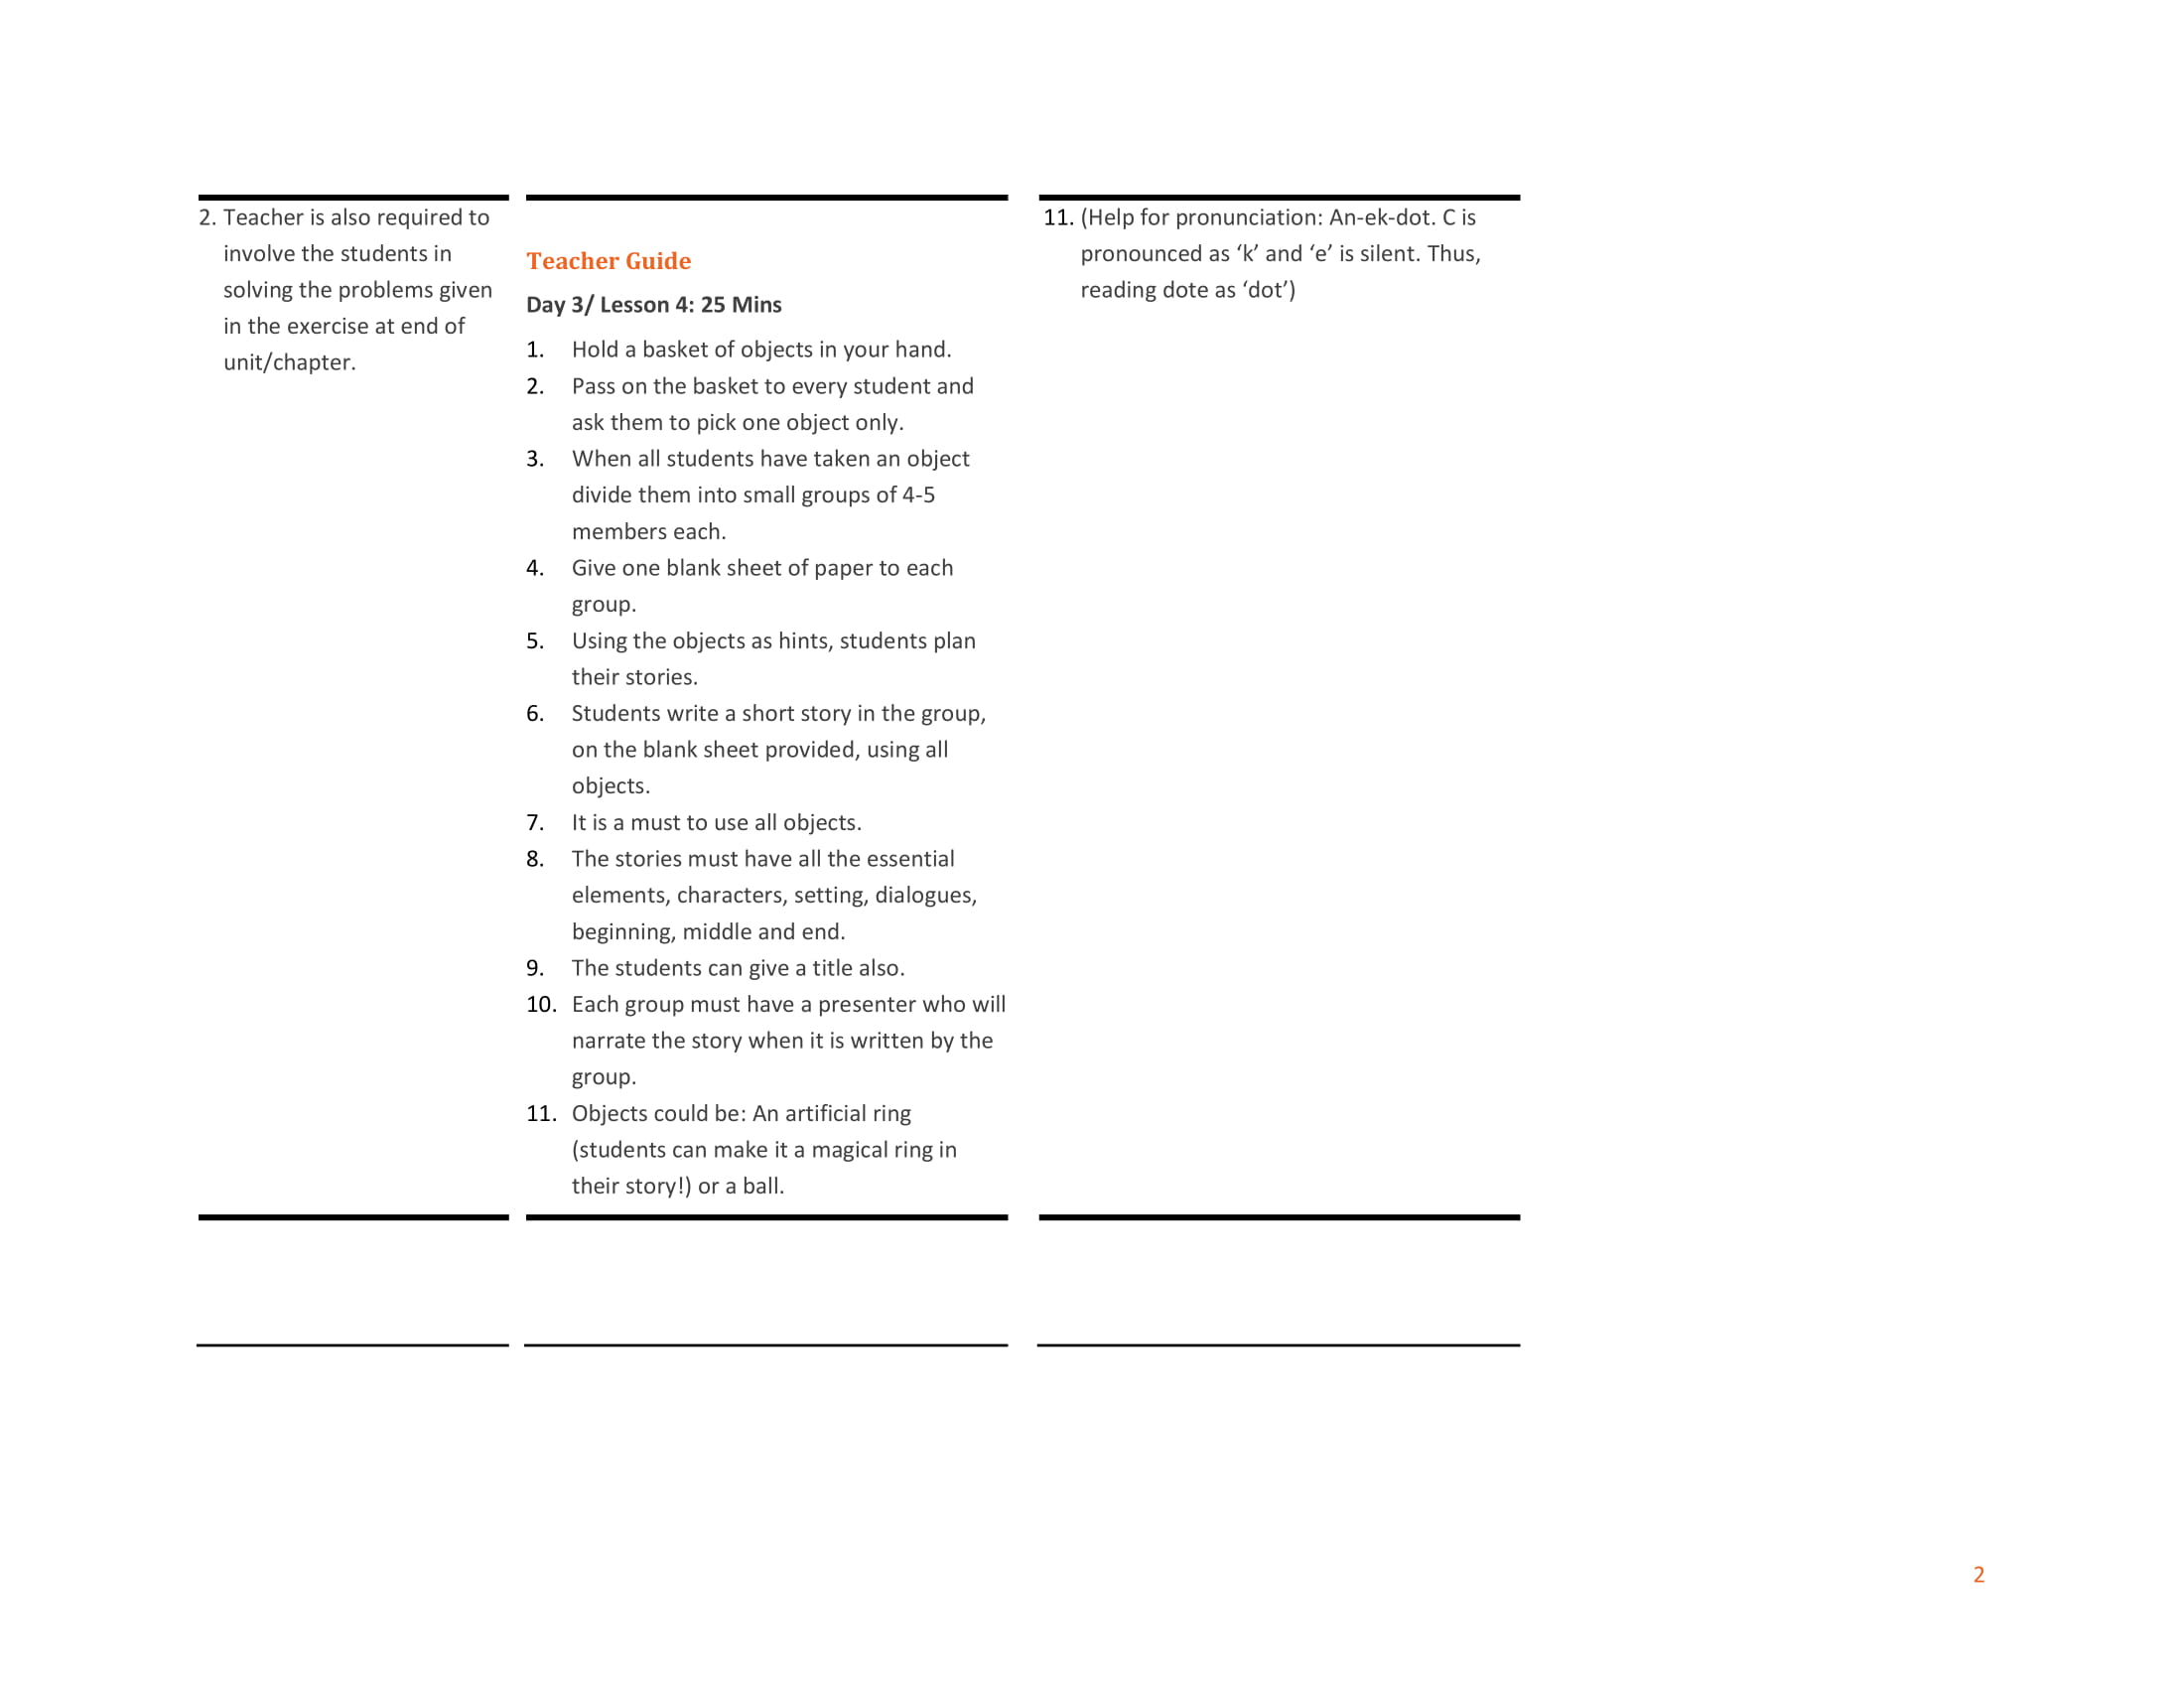 2. Teacher is also required to
involve the students in
solving the problems given
in the exercise at end of
unit/chapter.
Teacher Guide
Day 3/ Lesson 4: 25 Mins
1. Hold a basket of objects in your hand.
2. Pass on the basket to every student and
ask them to pick one object only.
3. When all students have taken an object
divide them into small groups of 4-5
members each.
4. Give one blank sheet of paper to each
group.
5. Using the objects as hints, students plan
their stories.
6. Students write a short story in the group,
on the blank sheet provided, using all
objects.
7. It is a must to use all objects.
8. The stories must have all the essential
elements, characters, setting, dialogues,
beginning, middle and end.
9. The students can give a title also.
10. Each group must have a presenter who will
narrate the story when it is written by the
group.
11. Objects could be: An artificial ring
(students can make it a magical ring in
their story!) or a ball.
11. (Help for pronunciation: An-ek-dot. C is
pronounced as ‘k’ and ‘e’ is silent. Thus,
reading dote as ‘dot’)
2